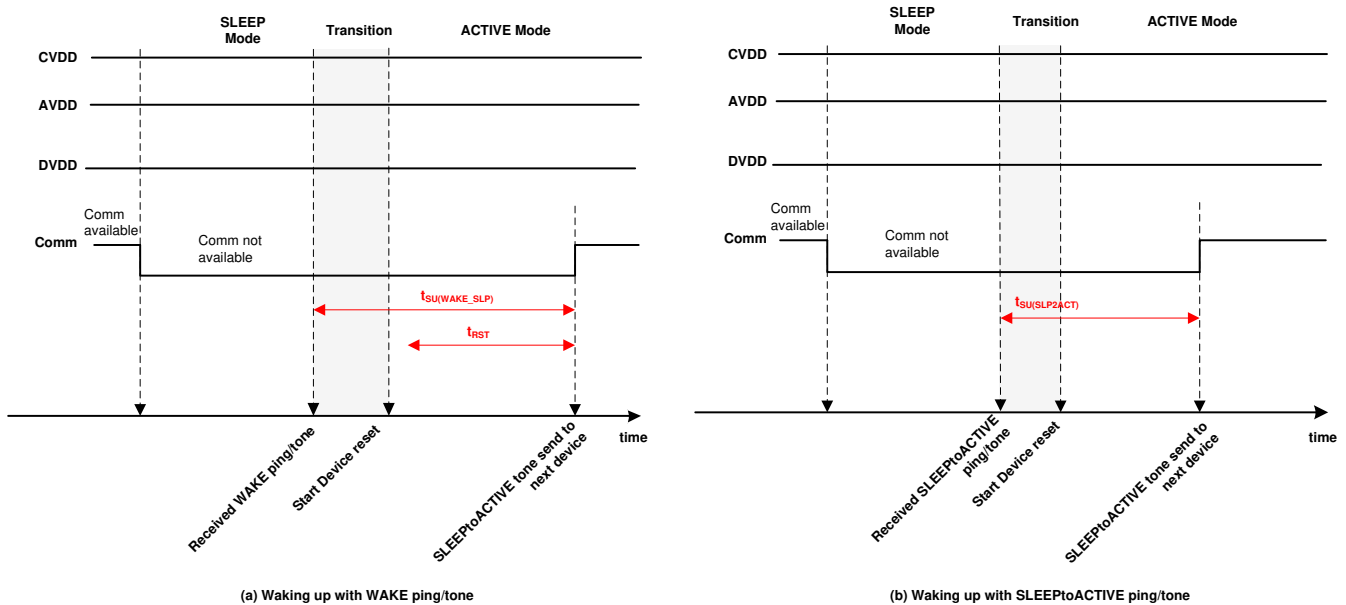 SLEEP
Mode
Transition
ACTIVE Mode
CVDD
AVDD
DVDD
Comm
available
Comm
Comm not
available
tSU(WAKE_SLP)
tRST
time
Received WAKE ping/tone
Start Device reset
SLEEPtoACTIVE tone send to
next device
(a) Waking up with WAKE ping/tone
SLEEP
Mode
Transition
ACTIVE Mode
CVDD
AVDD
DVDD
Comm
available
Comm
Comm not
available
tSU(SLP2ACT)
time
Received SLEEPtoACTIVE
ping/tone
Start Device reset
SLEEPtoACTIVE tone send to
next device
(b) Waking up with SLEEPtoACTIVE ping/tone